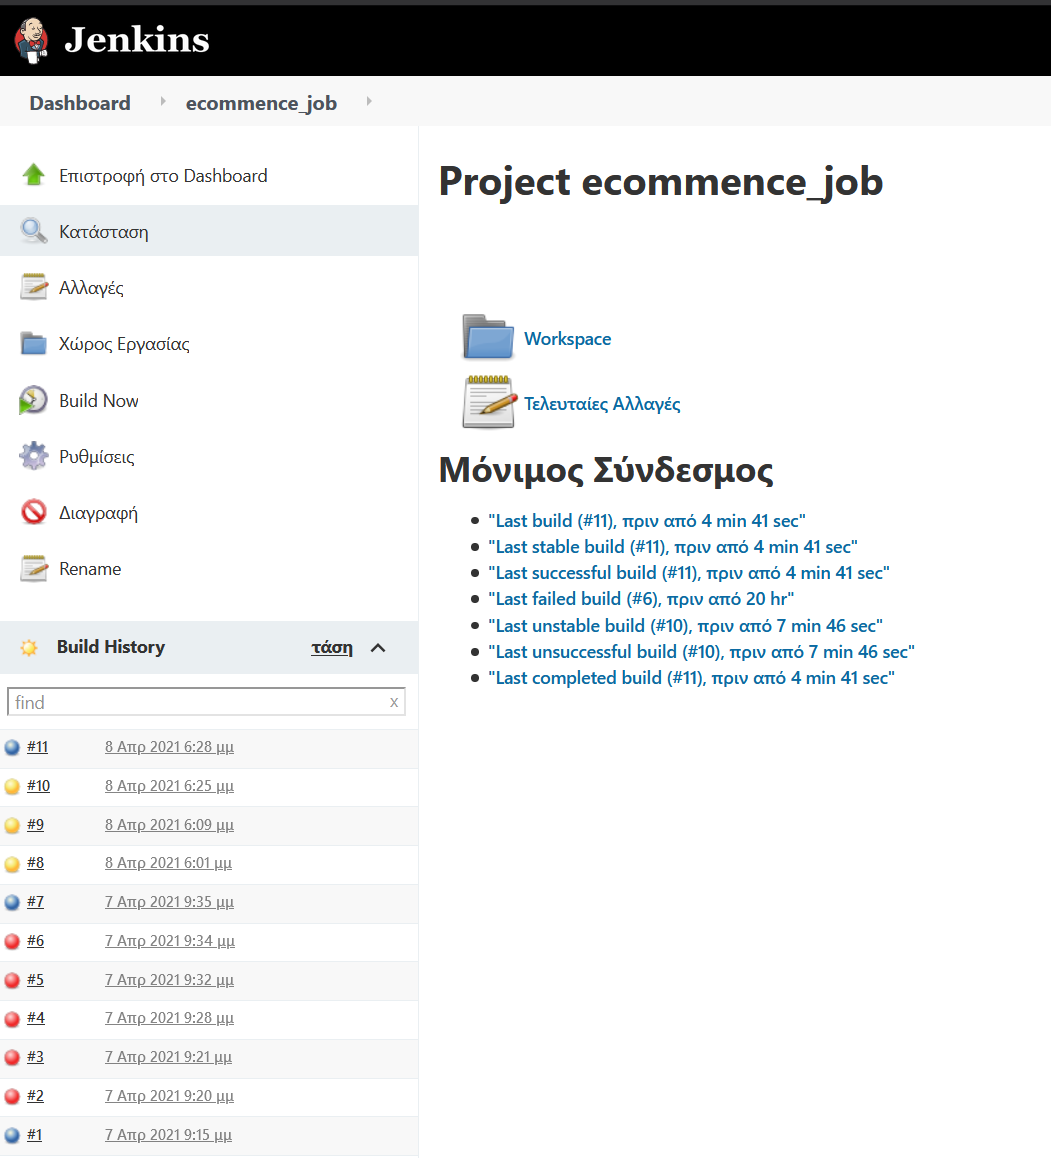 Jenkins
Dashboard ecommence_job
Επιστροφή στο Dashboard
Κατάσταση
Αλλαγές
Χώρος Εργασίας
Build Now
Ρυθμίσεις
Διαγραφή
Rename
Build History τάση
find x
#11 8 Απρ 2021 6:28 μμ
#10 8 Απρ 2021 6:25 μμ
#9 8 Απρ 2021 6:09 μμ
#8 8 Απρ 2021 6:01 μμ
#7 7 Απρ 2021 9:35 μμ
#6 7 Απρ 2021 9:34 μμ
#5 7 Απρ 2021 9:32 μμ
#4 7 Απρ 2021 9:28 μμ
#3 7 Απρ 2021 9:21 μμ
#2 7 Απρ 2021 9:20 μμ
#1 7 Απρ 2021 9:15 μμ
Project ecommence_job
Workspace
Τελευταίες Αλλαγές
Μόνιμος Σύνδεσμος
"Last build (#11), πριν από 4 min 41 sec"
"Last stable build (#11), πριν από 4 min 41 sec"
"Last successful build (#11), πριν από 4 min 41 sec"
"Last failed build (#6), πριν από 20 hr"
"Last unstable build (#10), πριν από 7 min 46 sec"
"Last unsuccessful build (#10), πριν από 7 min 46 sec"
"Last completed build (#11), πριν από 4 min 41 sec"